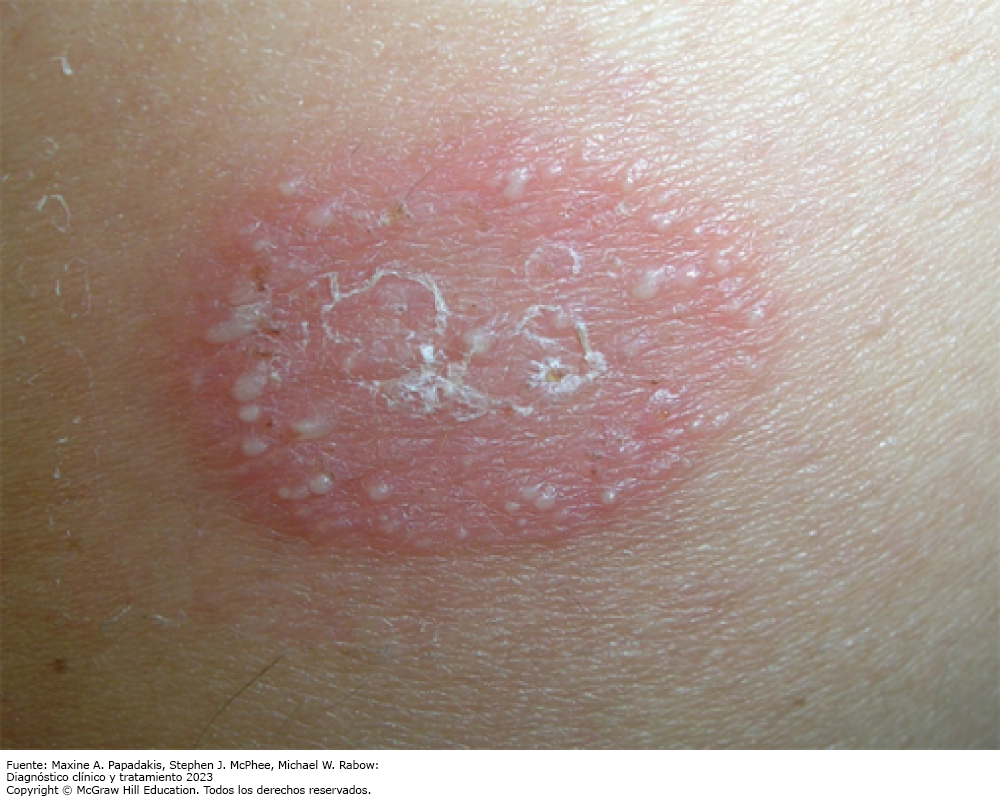 Fuente: Maxine A. Papadakis, Stephen J. McPhee, Michael W. Rabow:
Diagnóstico clínico y tratamiento 2023
Copyright © McGraw Hill Education. Todos los derechos reservados.